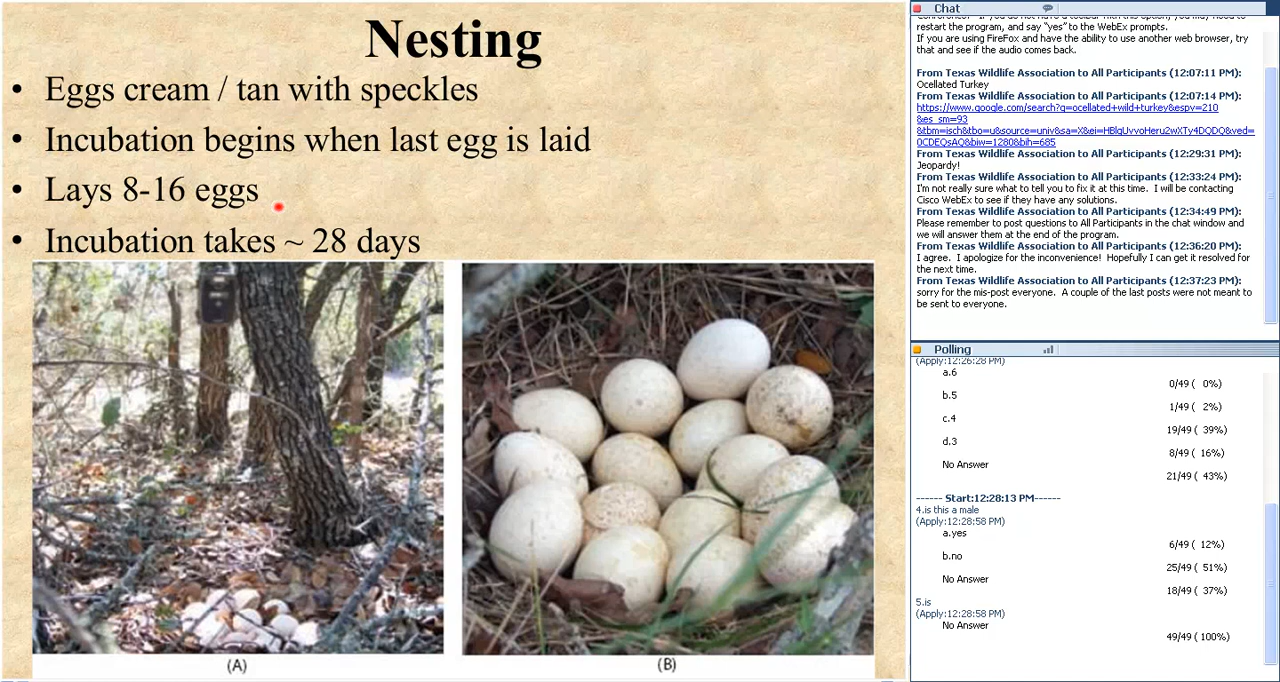 Nesting
• Eggs cream / tan with speckles
• Incubation begins when last egg is laid
• Lays 8-16 eggs
• Incubation takes ~ 28 days
(A)
(B)
Chat
restart the program, and say "yes" to the WebEx prompts.
If you are using FireFox and have the ability to use another web browser, try
that and see if the audio comes back.
From Texas Wildlife Association to All Participants (12:07:11 PM):
Ocellated Turkey
From Texas Wildlife Association to All Participants (12:07:14 PM):
https://www.google.com/search?q=ocellated+wild+turkey&espv=210
&es_sm=93
From Texas Wildlife Association to All Participants (12:29:31 PM):
Jeopardy!
From Texas Wildlife Association to All Participants (12:33:24 PM):
I'm not really sure what to tell you to fix it at this time. I will be contacting
Cisco WebEx to see if they have any solutions.
From Texas Wildlife Association to All Participants (12:34:49 PM):
Please remember to post questions to All Participants in the chat window and
we will answer them at the end of the program.
From Texas Wildlife Association to All Participants (12:36:20 PM):
I agree. I apologize for the inconvenience! Hopefully I can get it resolved for
the next time.
From Texas Wildlife Association to All Participants (12:37:23 PM):
sorry for the mis-post everyone. A couple of the last posts were not meant to
be sent to everyone.
Polling
(Apply:12:26:28 PM)
a.6
0/49 ( 0%)
b.5
1/49 ( 2%)
c.4
19/49 ( 39%)
d.3
8/49 ( 16%)
No Answer
21/49 ( 43%)
------ Start:12:28:13 PM------
4.is this a male
(Apply:12:28:58 PM)
a.yes
6/49 ( 12%)
b.no
25/49 ( 51%)
No Answer
18/49 ( 37%)
5.is
(Apply:12:28:58 PM)
No Answer
49/49 ( 100%)